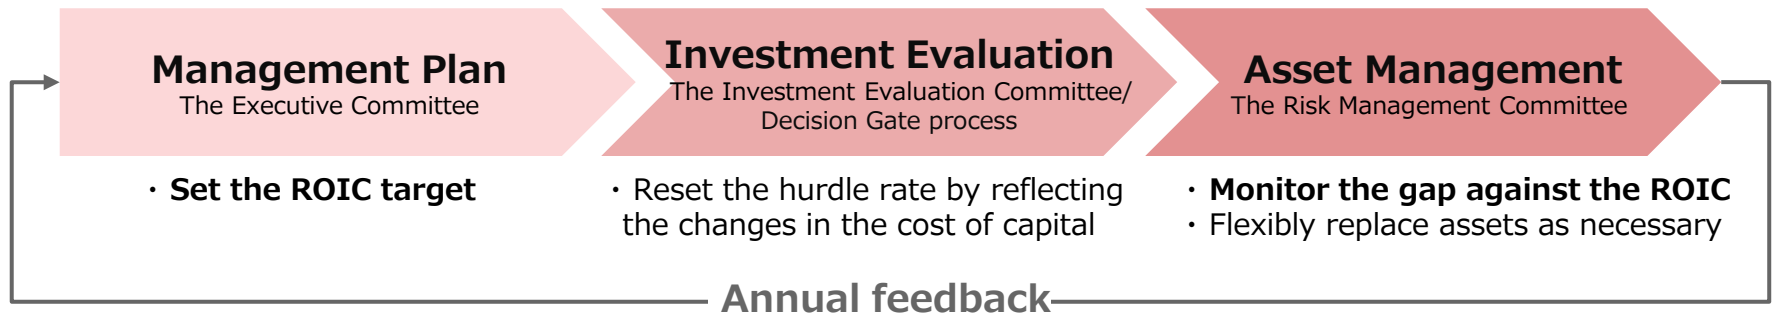 Management Plan
The Executive Committee
・Set the ROIC target
Investment Evaluation
The Investment Evaluation Committee/
Decision Gate process
・Reset the hurdle rate by reflecting
the changes in the cost of capital
Asset Management
The Risk Management Committee
・Monitor the gap against the ROIC
・Flexibly replace assets as necessary
Annual feedback